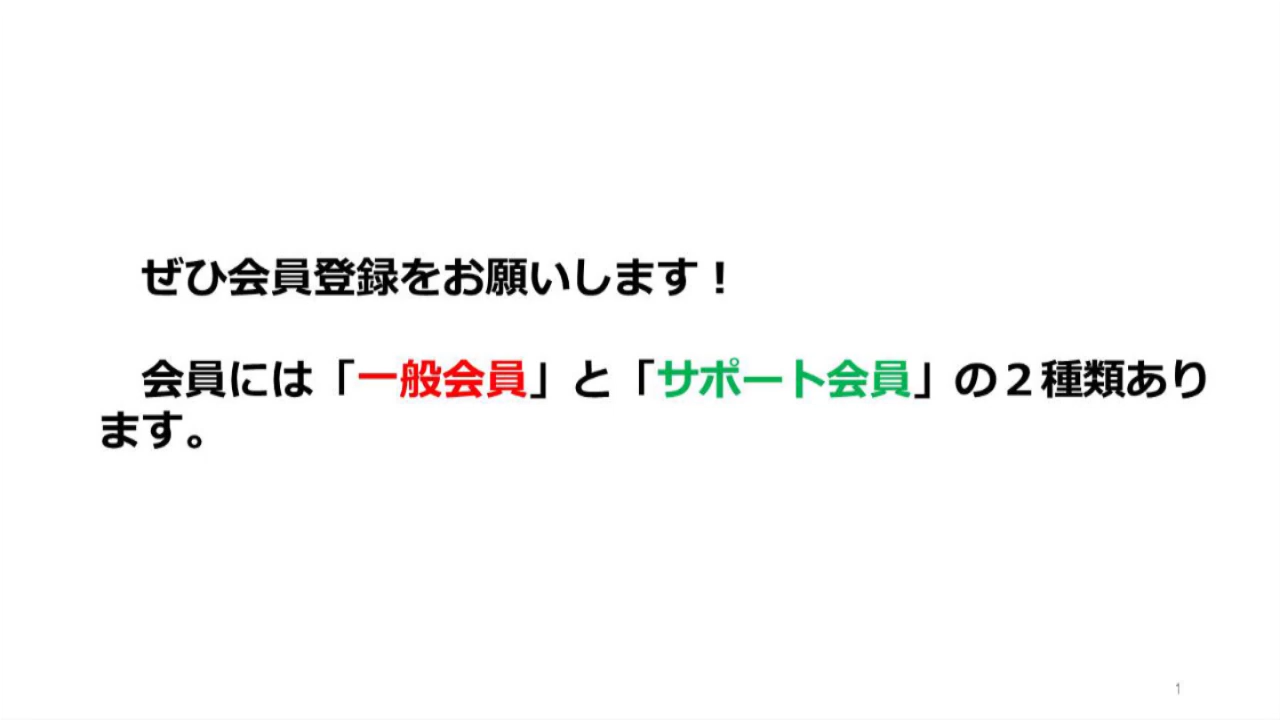 ぜひ会員登録をお願いします！
会員には「一般会員」と「サポート会員」の２種類あり
ます。
1